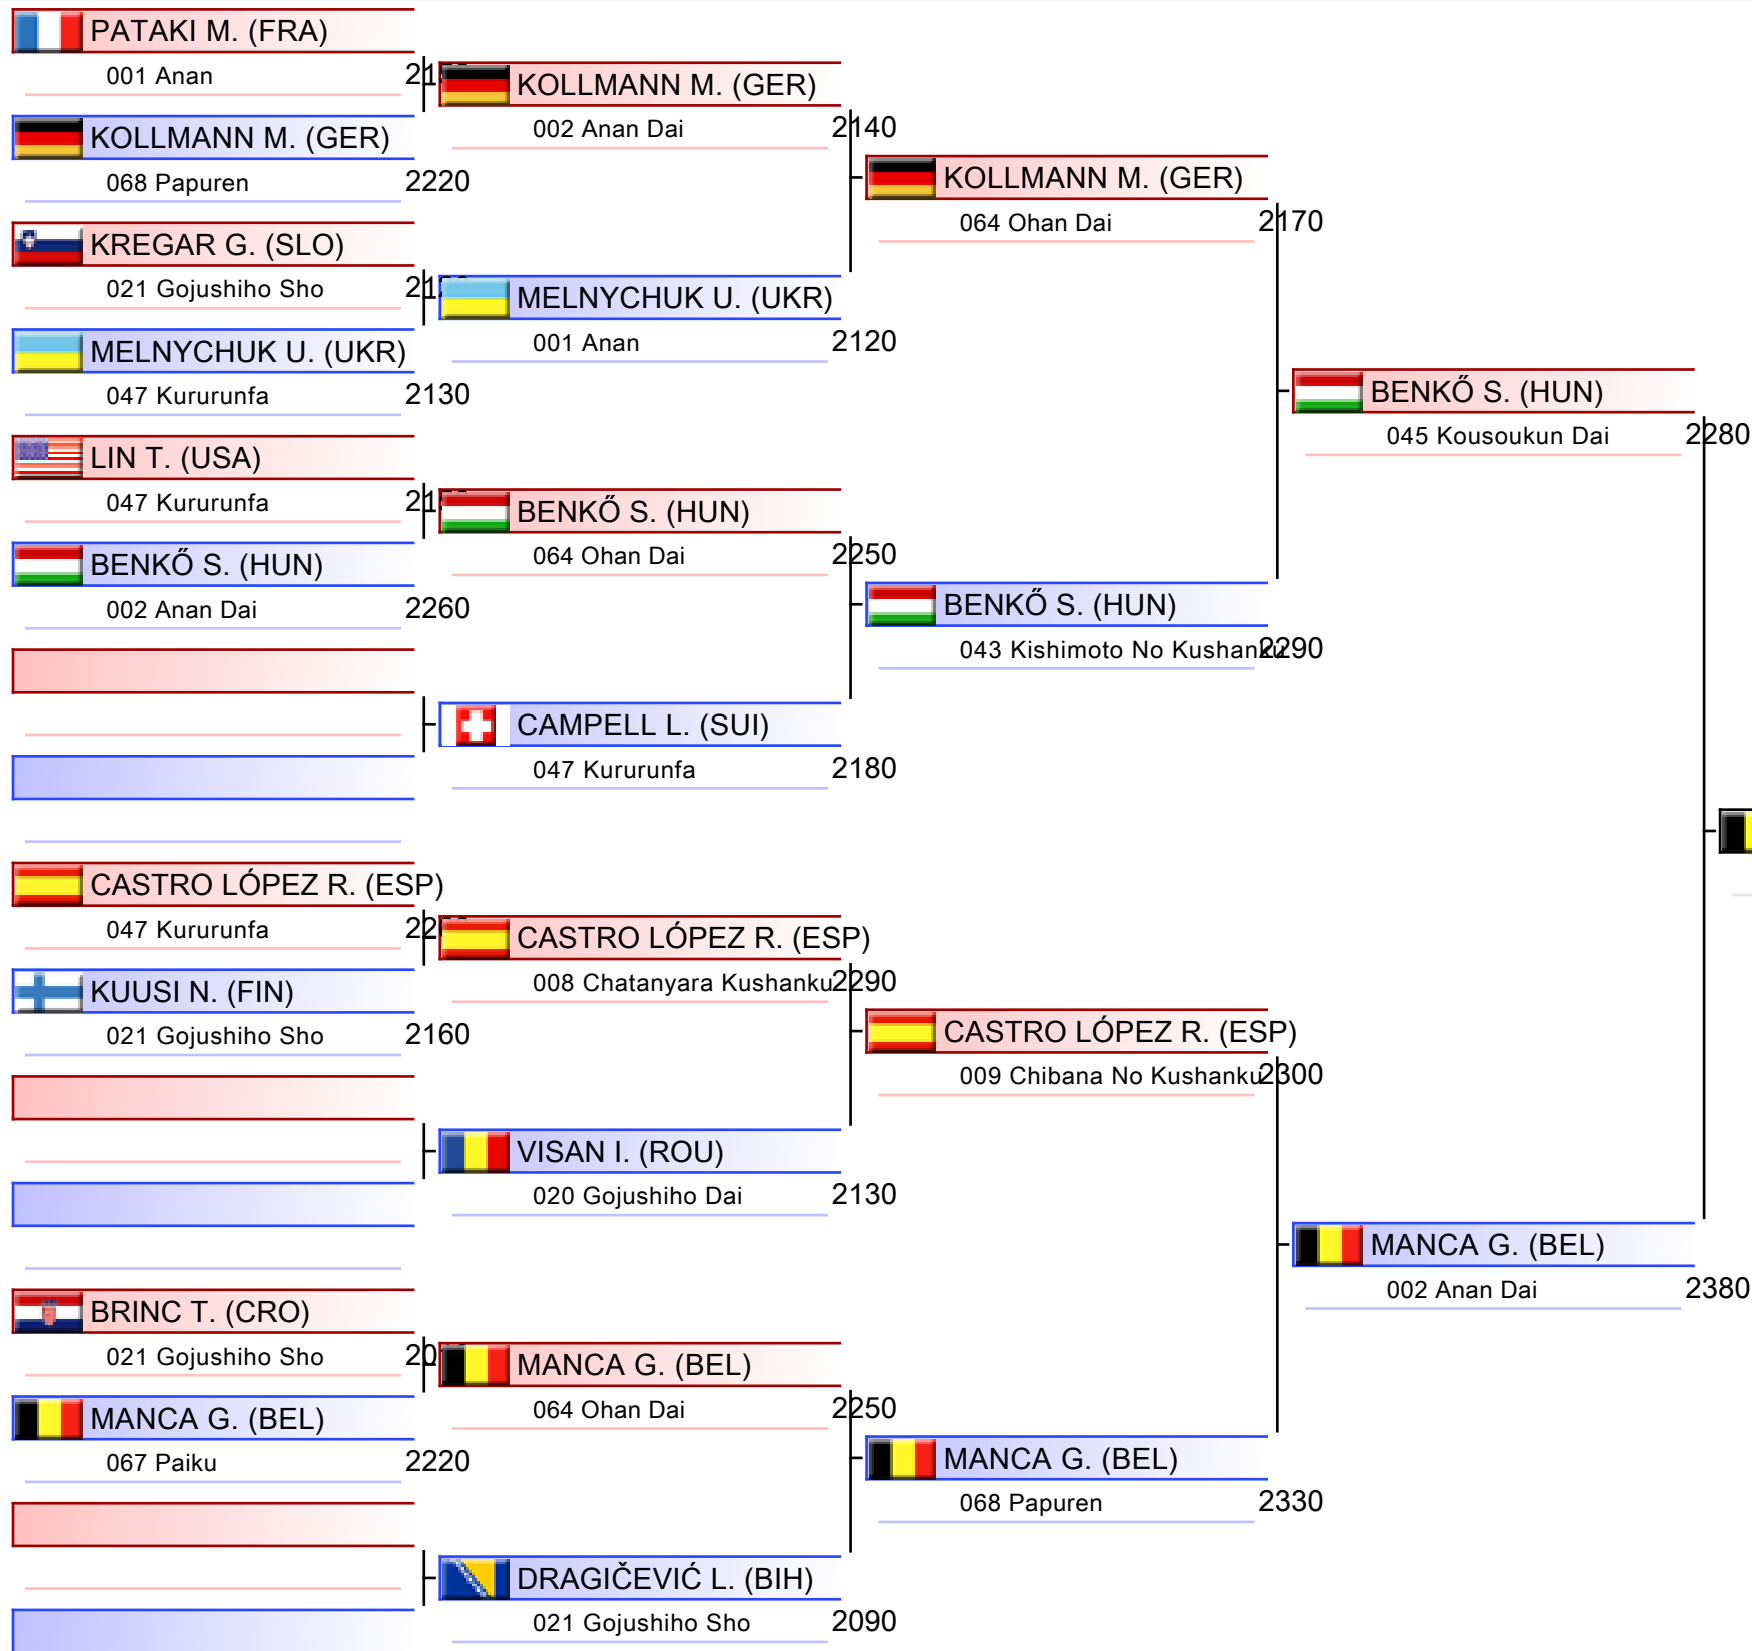 PATAKI M. (FRA)
001 Anan
KOLLMANN M. (GER)
068 Papuren 2220
KREGAR G. (SLO)
021 Gojushiho Sho
MELNYCHUK U. (UKR)
047 Kururunfa 2130
LIN T. (USA)
047 Kururunfa
BENKŐ S. (HUN)
002 Anan Dai 2260
CASTRO LÓPEZ R. (ESP)
047 Kururunfa
KUUSI N. (FIN)
021 Gojushiho Sho 2160
BRINC T. (CRO)
021 Gojushiho Sho
MANCA G. (BEL)
067 Paiku 2220
KOLLMANN M. (GER)
002 Anan Dai 2140
MELNYCHUK U. (UKR)
001 Anan 2120
BENKŐ S. (HUN)
064 Ohan Dai 2250
CAMPELL L. (SUI)
047 Kururunfa 2180
CASTRO LÓPEZ R. (ESP)
008 Chatanyara Kushanku 2290
VISAN I. (ROU)
020 Gojushiho Dai 2130
MANCA G. (BEL)
064 Ohan Dai 2250
DRAGIČEVIĆ L. (BIH)
021 Gojushiho Sho 2090
KOLLMANN M. (GER)
064 Ohan Dai 2170
BENKŐ S. (HUN)
043 Kishimoto No Kushanku 2290
CASTRO LÓPEZ R. (ESP)
009 Chibana No Kushanku 2300
MANCA G. (BEL)
068 Papuren 2330
BENKŐ S. (HUN)
045 Kousoukun Dai 2280
MANCA G. (BEL)
002 Anan Dai 2380